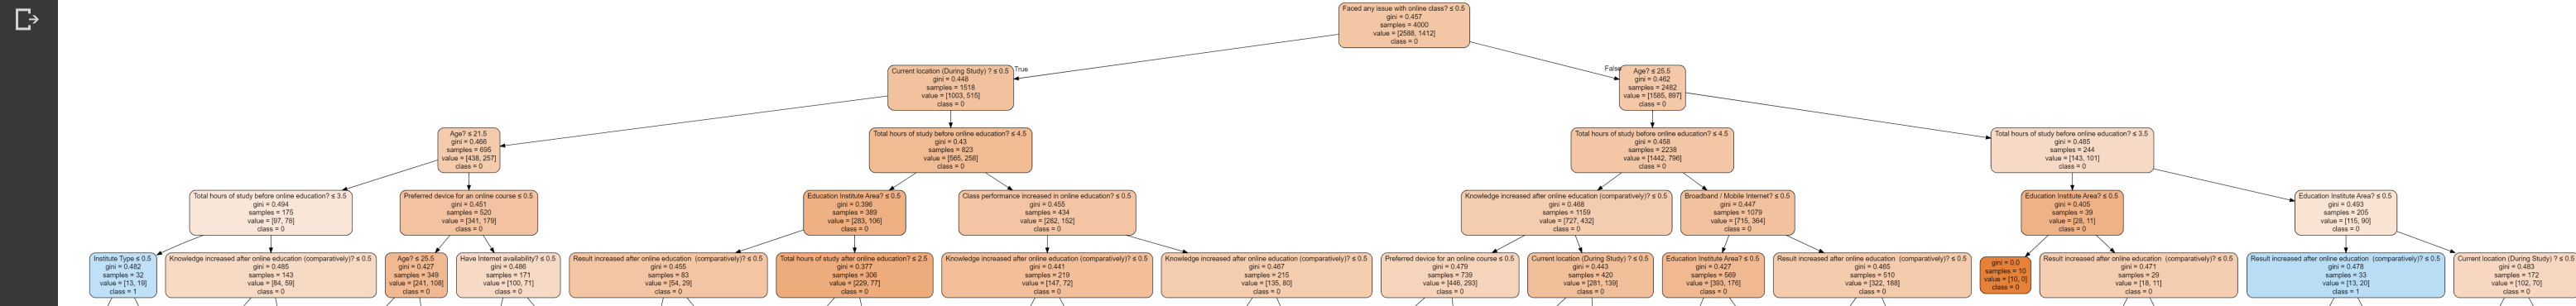 Faced any issue with online class? ≤ 0.5
gini = 0.457
samples = 4000
value = [2588, 1412]
class = 0
True
False
Current location (During Study) ? ≤ 0.5
gini = 0.448
samples = 1518
value = [1003, 515]
class = 0
Age? ≤ 25.5
gini = 0.462
samples = 2482
value = [1585, 897]
class = 0
Age? ≤ 21.5
gini = 0.466
samples = 695
value = [438, 257]
class = 0
Total hours of study before online education? ≤ 4.5
gini = 0.43
samples = 823
value = [565, 258]
class = 0
Total hours of study before online education? ≤ 4.5
gini = 0.458
samples = 2238
value = [1442, 796]
class = 0
Total hours of study before online education? ≤ 3.5
gini = 0.485
samples = 244
value = [143, 101]
class = 0
Total hours of study before online education? ≤ 3.5
gini = 0.494
samples = 175
value = [97, 78]
class = 0
Preferred device for an online course ≤ 0.5
gini = 0.451
samples = 520
value = [341, 179]
class = 0
Education Institute Area? ≤ 0.5
gini = 0.396
samples = 389
value = [283, 106]
class = 0
Class performance increased in online education? ≤ 0.5
gini = 0.455
samples = 434
value = [282, 152]
class = 0
Knowledge increased after online education (comparatively)? ≤ 0.5
gini = 0.468
samples = 1159
value = [727, 432]
class = 0
Broadband / Mobile Internet? ≤ 0.5
gini = 0.447
samples = 1079
value = [715, 364]
class = 0
Education Institute Area? ≤ 0.5
gini = 0.405
samples = 39
value = [28, 11]
class = 0
Education Institute Area? ≤ 0.5
gini = 0.493
samples = 205
value = [115, 90]
class = 0
Institute Type ≤ 0.5
gini = 0.482
samples = 32
value = [13, 19]
class = 1
Knowledge increased after online education (comparatively)? ≤ 0.5
gini = 0.485
samples = 143
value = [84, 59]
class = 0
Age? ≤ 25.5
gini = 0.427
samples = 349
value = [241, 108]
class = 0
Have Internet availability? ≤ 0.5
gini = 0.486
samples = 171
value = [100, 71]
class = 0
Result increased after online education (comparatively)? ≤ 0.5
gini = 0.455
samples = 83
value = [54, 29]
class = 0
Total hours of study after online education? ≤ 2.5
gini = 0.377
samples = 306
value = [229, 77]
class = 0
Knowledge increased after online education (comparatively)? ≤ 0.5
gini = 0.441
samples = 219
value = [147, 72]
class = 0
Knowledge increased after online education (comparatively)? ≤ 0.5
gini = 0.467
samples = 215
value = [135, 80]
class = 0
Preferred device for an online course ≤ 0.5
gini = 0.479
samples = 739
value = [446, 293]
class = 0
Current location (During Study) ? ≤ 0.5
gini = 0.443
samples = 420
value = [281, 139]
class = 0
Education Institute Area? ≤ 0.5
gini = 0.427
samples = 569
value = [393, 176]
class = 0
Result increased after online education (comparatively)? ≤ 0.5
gini = 0.465
samples = 510
value = [322, 188]
class = 0
gini = 0.0
samples = 10
value = [10, 0]
class = 0
Result increased after online education (comparatively)? ≤ 0.5
gini = 0.471
samples = 29
value = [18, 11]
class = 0
Result increased after online education (comparatively)? ≤ 0.5
gini = 0.478
samples = 33
value = [13, 20]
class = 1
Current location (During Study) ? ≤ 0.5
gini = 0.483
samples = 172
value = [102, 70]
class = 0